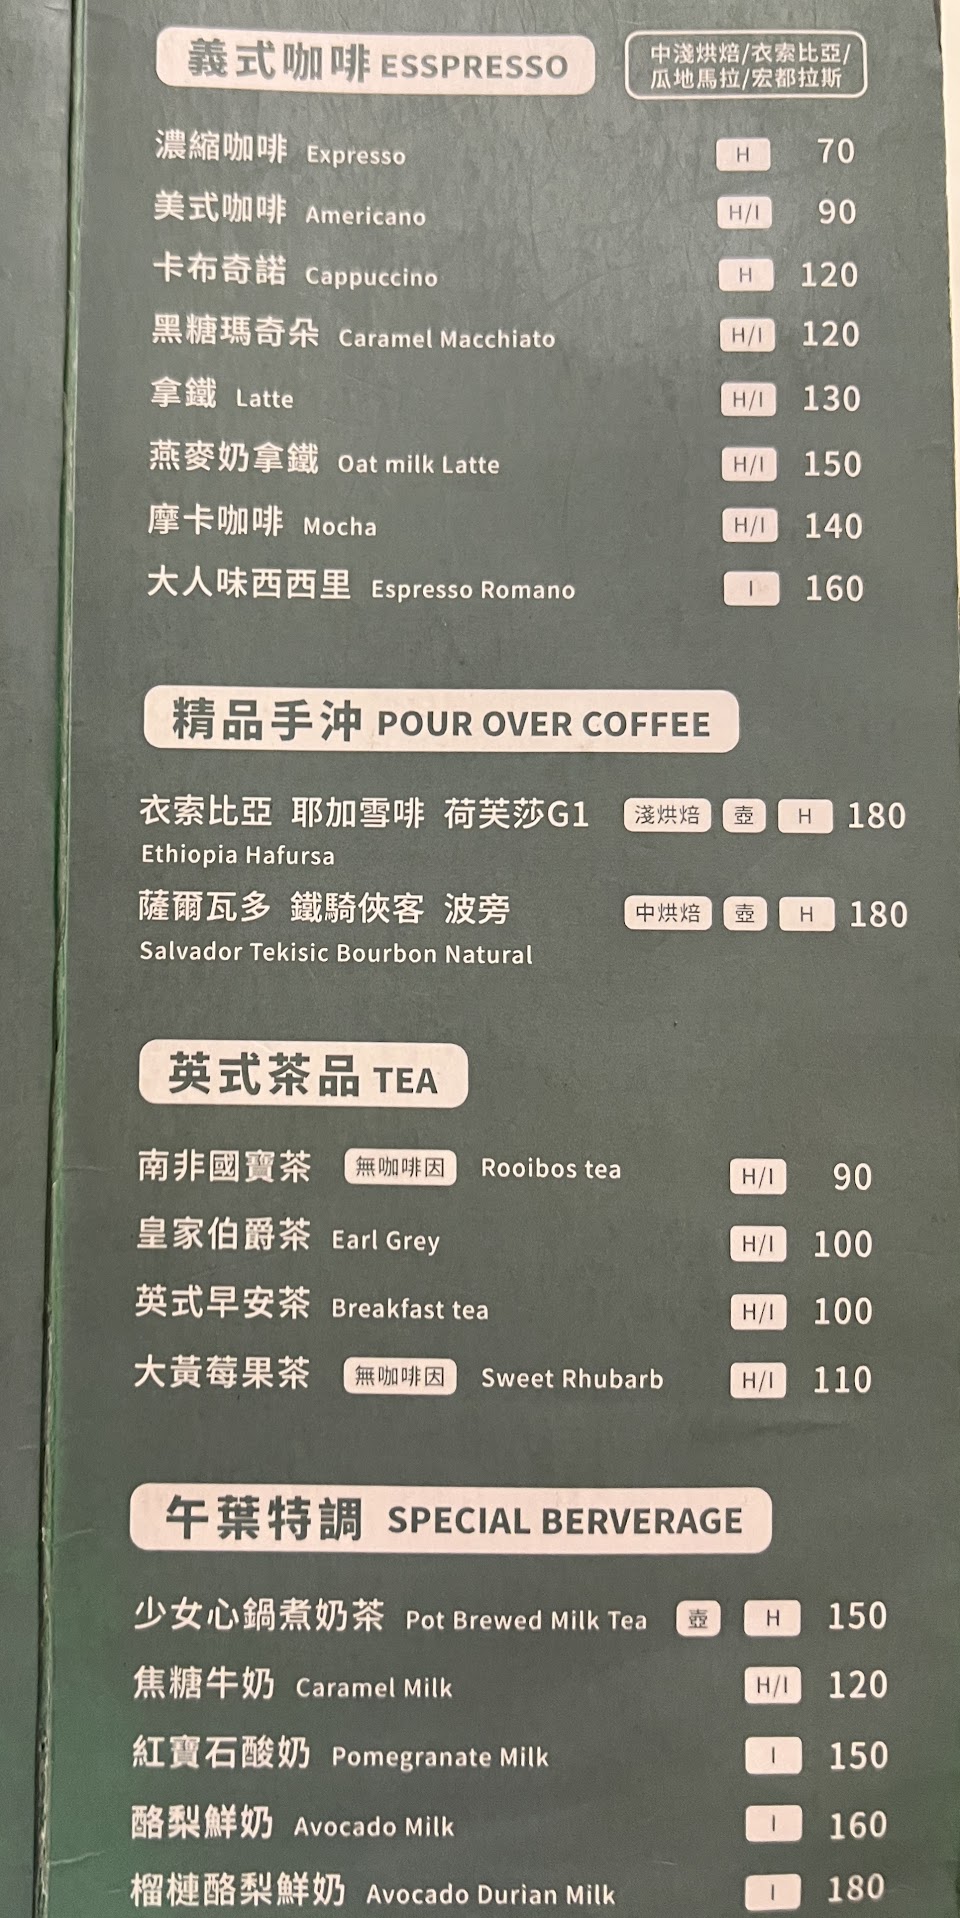 義式咖啡 ESSPRESSO
中淺烘焙/衣索比亞/
瓜地馬拉/宏都拉斯
濃縮咖啡 Expresso H 70
美式咖啡 Americano H/I 90
卡布奇諾 Cappuccino H 120
黑糖瑪奇朵 Caramel Macchiato H/I 120
拿鐵 Latte H/I 130
燕麥奶拿鐵 Oat milk Latte H/I 150
摩卡咖啡 Mocha H/I 140
大人味西西里 Espresso Romano I 160
精品手沖 POUR OVER COFFEE
衣索比亞 耶加雪啡 荷芙莎G1 淺烘焙 壺 H 180
Ethiopia Hafursa
薩爾瓦多 鐵騎俠客 波旁 中烘焙 壺 H 180
Salvador Tekisic Bourbon Natural
英式茶品 TEA
南非國寶茶 無咖啡因 Rooibos tea H/I 90
皇家伯爵茶 Earl Grey H/I 100
英式早安茶 Breakfast tea H/I 100
大黃莓果茶 無咖啡因 Sweet Rhubarb H/I 110
午葉特調 SPECIAL BERVERAGE
少女心鍋煮奶茶 Pot Brewed Milk Tea 壺 H 150
焦糖牛奶 Caramel Milk H/I 120
紅寶石酸奶 Pomegranate Milk I 150
酪梨鮮奶 Avocado Milk I 160
榴槤酪梨鮮奶 Avocado Durian Milk I 180